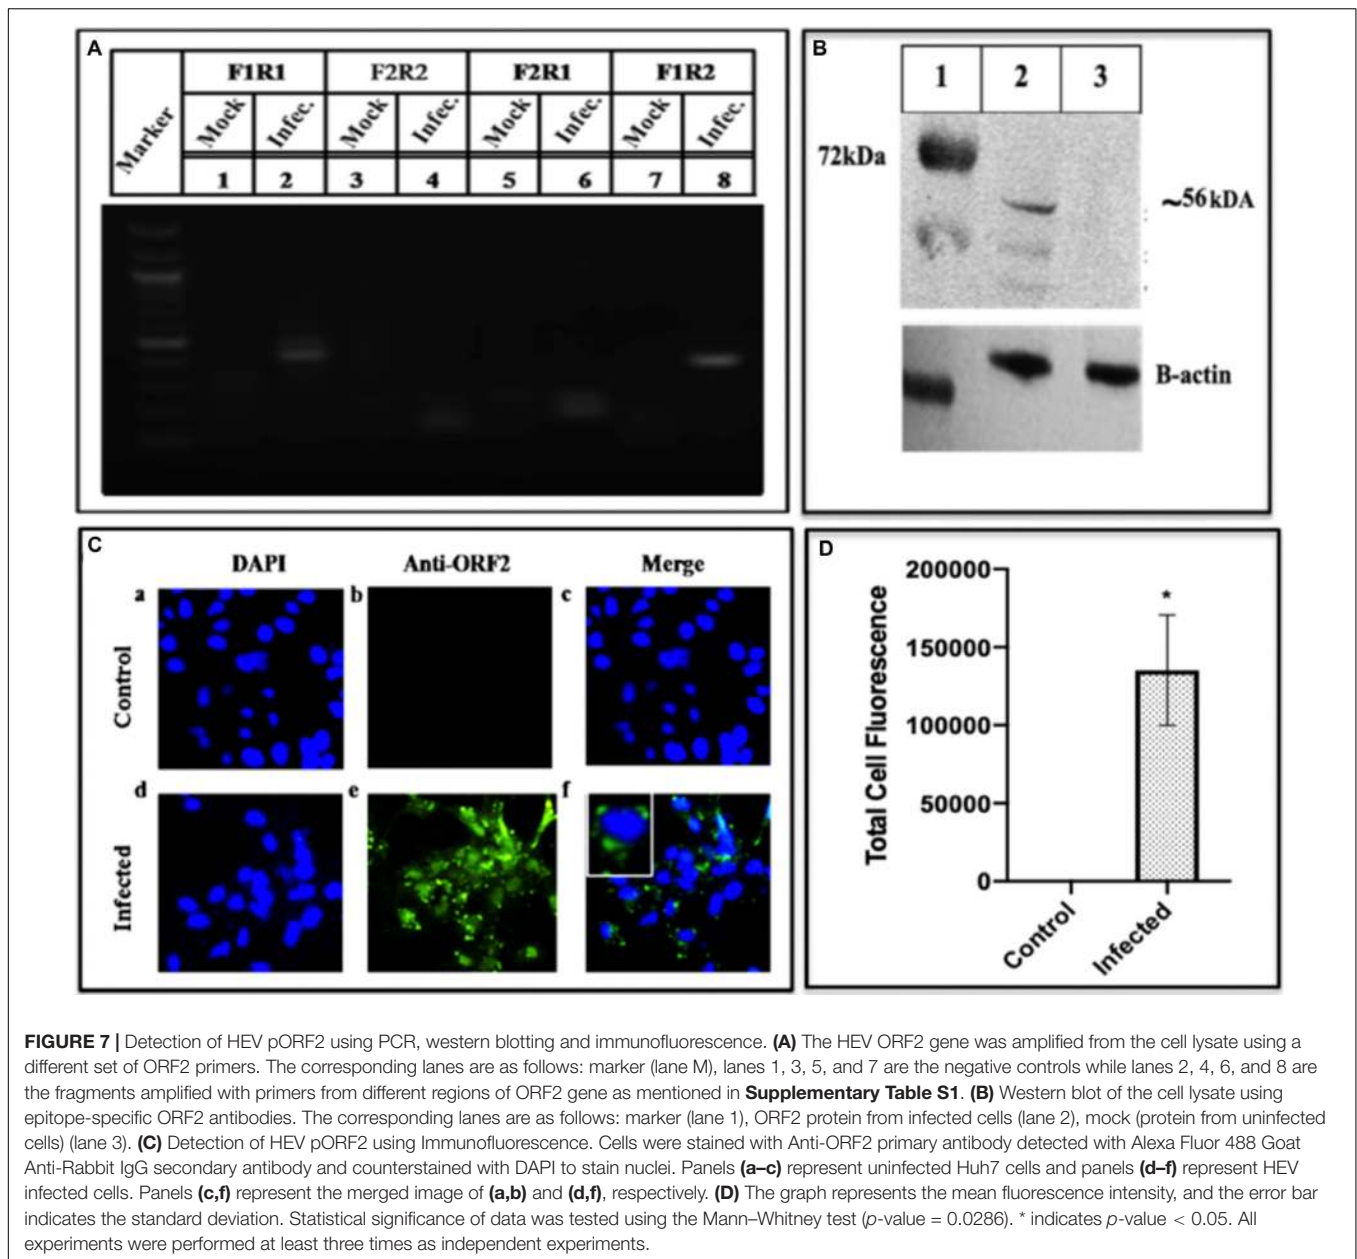 A
Marker
F1R1
F2R2
F2R1
F1R2
Mock
Infec.
Mock
Infec.
Mock
Infec.
Mock
Infec.
1
2
3
4
5
6
7
8
B
1
2
3
72kDa
~56kDA
B-actin
C
DAPI
Anti-ORF2
Merge
a
b
c
Control
d
e
f
Infected
D
Total Cell Fluorescence
200000
150000
100000
50000
0
*
Control
Infected
FIGURE 7 | Detection of HEV pORF2 using PCR, western blotting and immunofluorescence. (A) The HEV ORF2 gene was amplified from the cell lysate using a
different set of ORF2 primers. The corresponding lanes are as follows: marker (lane M), lanes 1, 3, 5, and 7 are the negative controls while lanes 2, 4, 6, and 8 are
the fragments amplified with primers from different regions of ORF2 gene as mentioned in Supplementary Table S1. (B) Western blot of the cell lysate using
epitope-specific ORF2 antibodies. The corresponding lanes are as follows: marker (lane 1), ORF2 protein from infected cells (lane 2), mock (protein from uninfected
cells) (lane 3). (C) Detection of HEV pORF2 using Immunofluorescence. Cells were stained with Anti-ORF2 primary antibody detected with Alexa Fluor 488 Goat
Anti-Rabbit IgG secondary antibody and counterstained with DAPI to stain nuclei. Panels (a–c) represent uninfected Huh7 cells and panels (d–f) represent HEV
infected cells. Panels (c,f) represent the merged image of (a,b) and (d,f), respectively. (D) The graph represents the mean fluorescence intensity, and the error bar
indicates the standard deviation. Statistical significance of data was tested using the Mann–Whitney test (p-value = 0.0286). * indicates p-value < 0.05. All
experiments were performed at least three times as independent experiments.